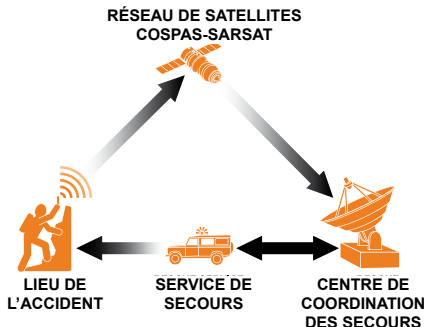 RÉSEAU DE SATELLITES
COSPAS-SARSAT
LIEU DE
L'ACCIDENT
SERVICE DE
SECOURS
CENTRE DE
COORDINATION
DES SECOURS